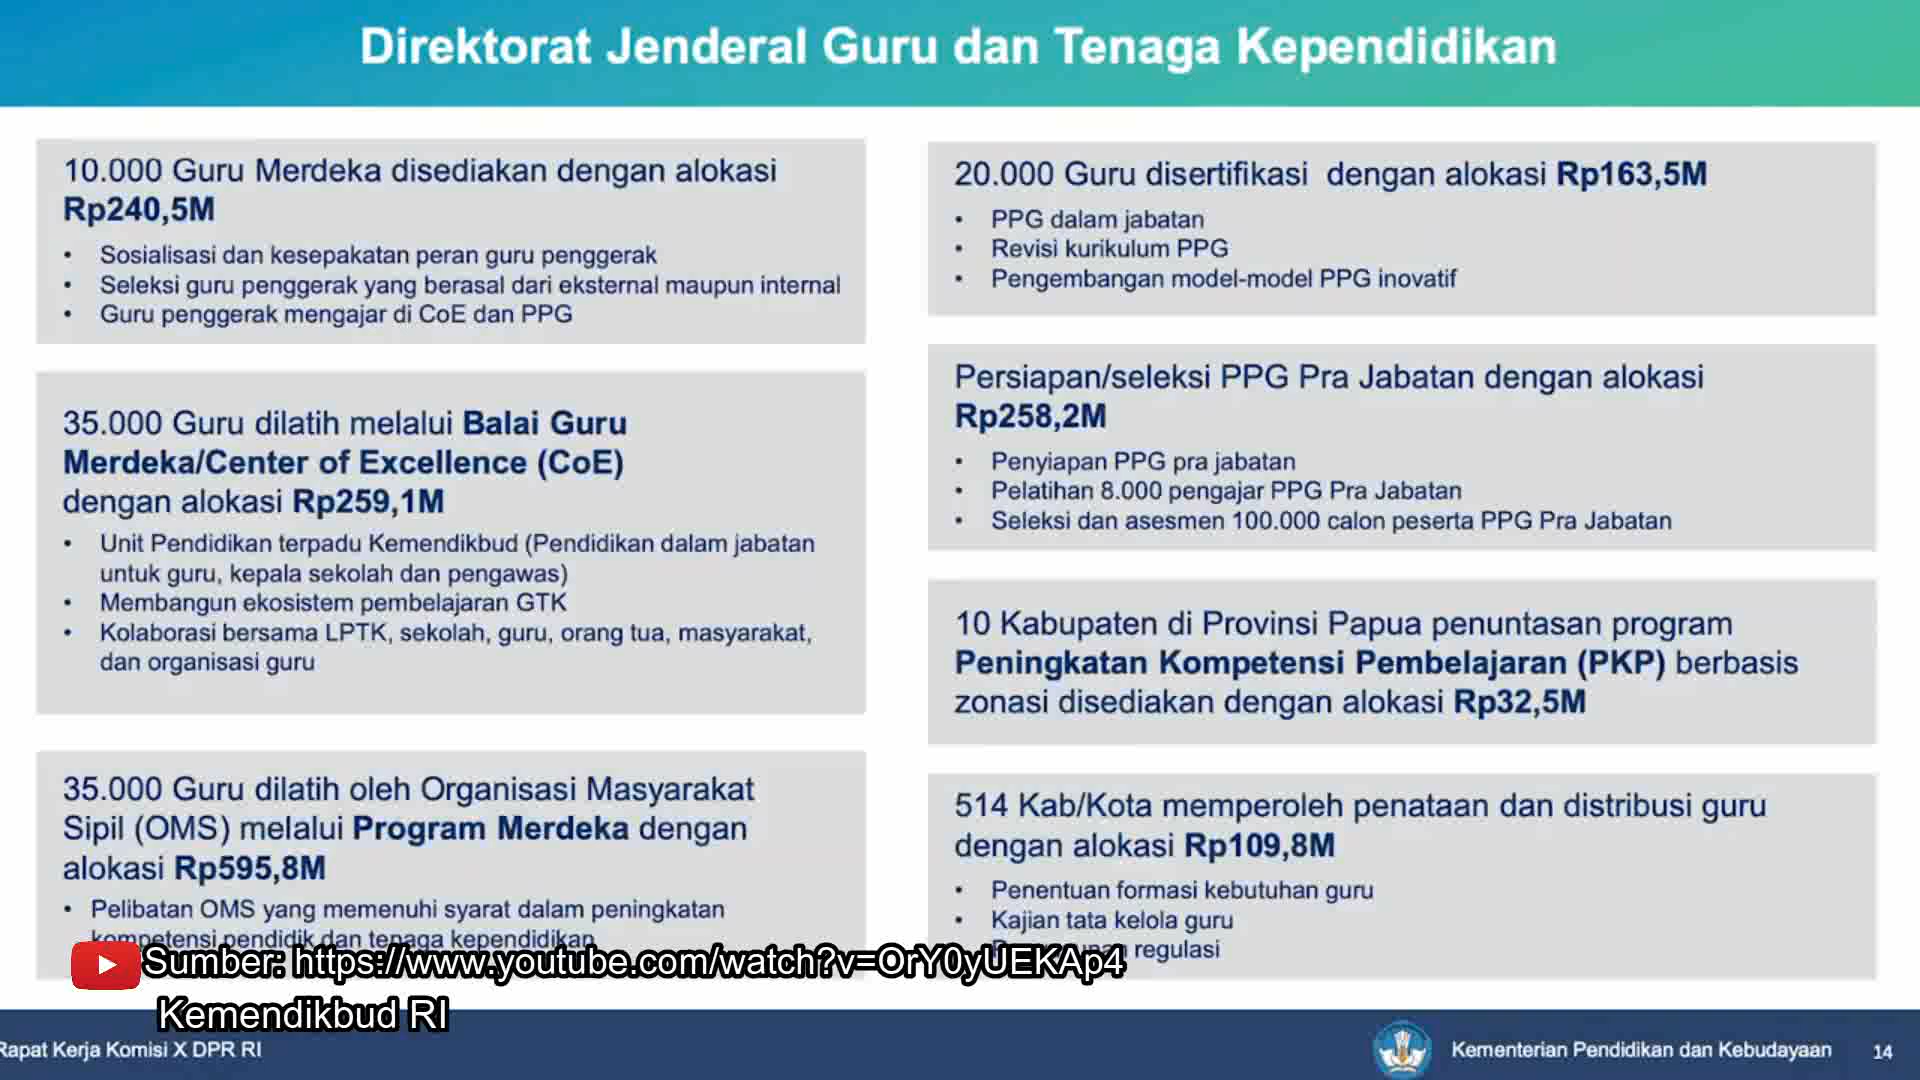 Direktorat Jenderal Guru dan Tenaga Kependidikan
10.000 Guru Merdeka disediakan dengan alokasi
Rp240,5M
• Sosialisasi dan kesepakatan peran guru penggerak
• Seleksi guru penggerak yang berasal dari eksternal maupun internal
• Guru penggerak mengajar di CoE dan PPG
35.000 Guru dilatih melalui Balai Guru
Merdeka/Center of Excellence (CoE)
dengan alokasi Rp259,1M
• Unit Pendidikan terpadu Kemendikbud (Pendidikan dalam jabatan
untuk guru, kepala sekolah dan pengawas)
• Membangun ekosistem pembelajaran GTK
• Kolaborasi bersama LPTK, sekolah, guru, orang tua, masyarakat,
dan organisasi guru
35.000 Guru dilatih oleh Organisasi Masyarakat
Sipil (OMS) melalui Program Merdeka dengan
alokasi Rp595,8M
• Pelibatan OMS yang memenuhi syarat dalam peningkatan
kompetensi pendidik dan tenaga kependidikan
20.000 Guru disertifikasi dengan alokasi Rp163,5M
• PPG dalam jabatan
• Revisi kurikulum PPG
• Pengembangan model-model PPG inovatif
Persiapan/seleksi PPG Pra Jabatan dengan alokasi
Rp258,2M
• Penyiapan PPG pra jabatan
• Pelatihan 8.000 pengajar PPG Pra Jabatan
• Seleksi dan asesmen 100.000 calon peserta PPG Pra Jabatan
10 Kabupaten di Provinsi Papua penuntasan program
Peningkatan Kompetensi Pembelajaran (PKP) berbasis
zonasi disediakan dengan alokasi Rp32,5M
514 Kab/Kota memperoleh penataan dan distribusi guru
dengan alokasi Rp109,8M
• Penentuan formasi kebutuhan guru
• Kajian tata kelola guru
regulasi
Sumber: https://www.youtube.com/watch?v=OrY0yUEKAp4
Kemendikbud RI
Rapat Kerja Komisi X DPR RI
Kementerian Pendidikan dan Kebudayaan 14